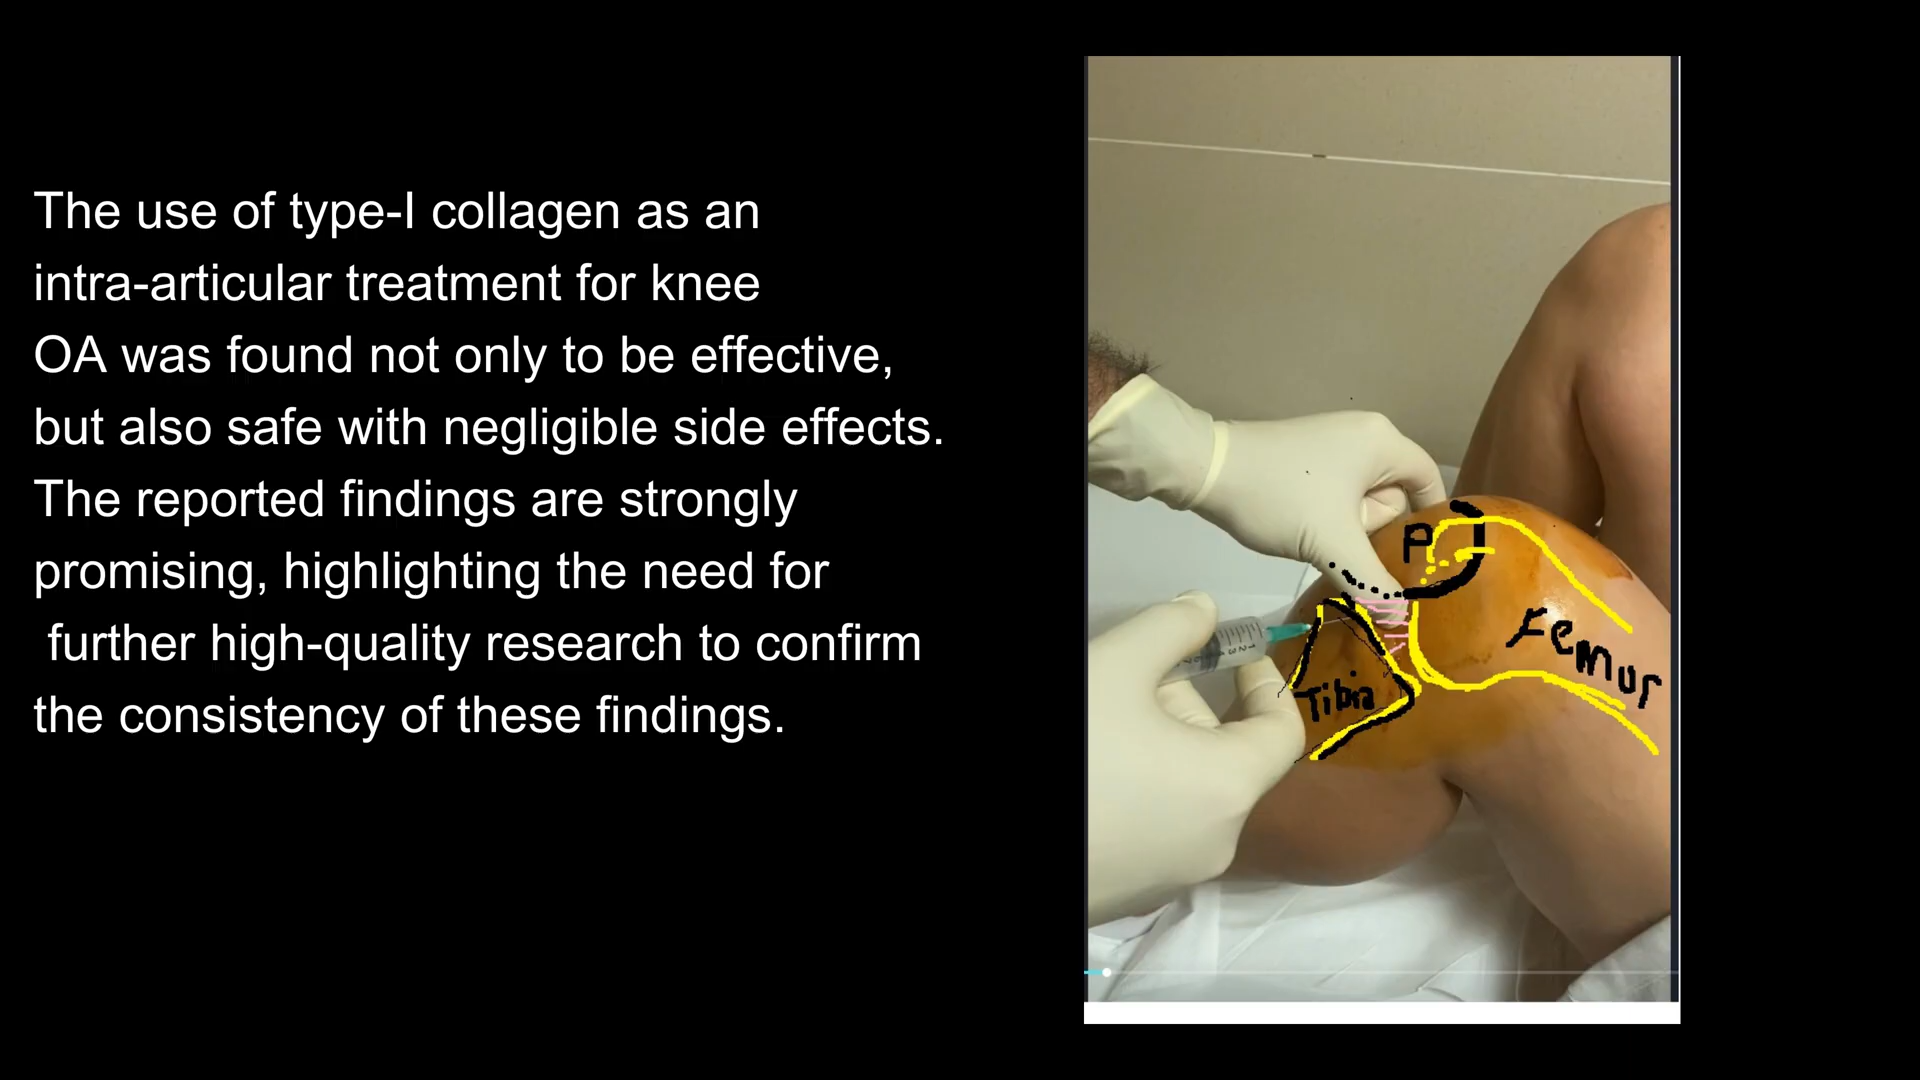 The use of type-I collagen as an
intra-articular treatment for knee
OA was found not only to be effective,
but also safe with negligible side effects.
The reported findings are strongly
promising, highlighting the need for
further high-quality research to confirm
the consistency of these findings.
P
Femur
Tibia